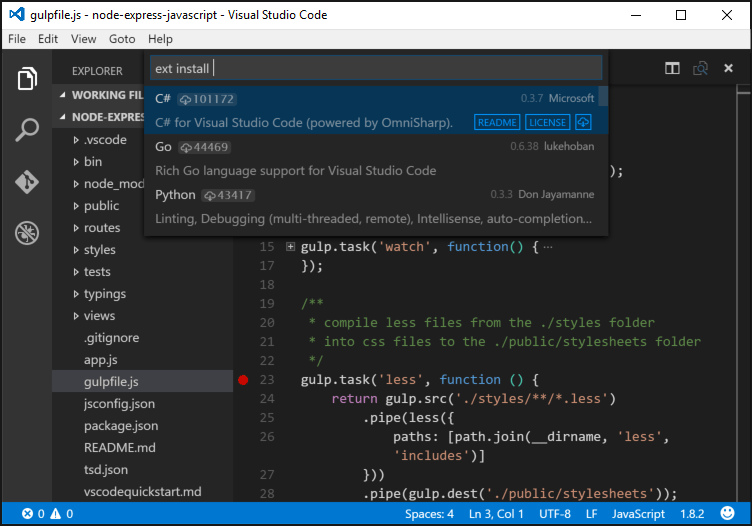 gulpfile.js - node-express-javascript - Visual Studio Code
File Edit View Goto Help
EXPLORER
ext install
WORKING FIL
C# 101172 0.3.7 Microsoft
NODE-EXPRES
C# for Visual Studio Code (powered by OmniSharp). README LICENSE
.vscode
Go 44469 0.6.38 lukehoban
bin
Rich Go language support for Visual Studio Code
);
node_mod
Python 43417 0.3.3 Don Jayamanne
public
Linting, Debugging (multi-threaded, remote), Intellisense, auto-completion...
routes
styles
tests
typings
views
.gitignore
app.js
gulpfile.js
jsconfig.json
package.json
README.md
tsd.json
vscodequickstart.md
15 gulp.task('watch', function() { ...
17 });
18
19 /**
20 * compile less files from the ./styles folder
21 * into css files to the ./public/stylesheets folder
22 */
23 gulp.task('less', function () {
24 return gulp.src('./styles/**/*.less')
25 .pipe(less({
26 paths: [path.join(__dirname, 'less',
'includes')]
27 }))
28 .pipe(gulp.dest('./public/stylesheets'));
0 0 Spaces: 4 Ln 3, Col 1 UTF-8 LF JavaScript 1.8.2